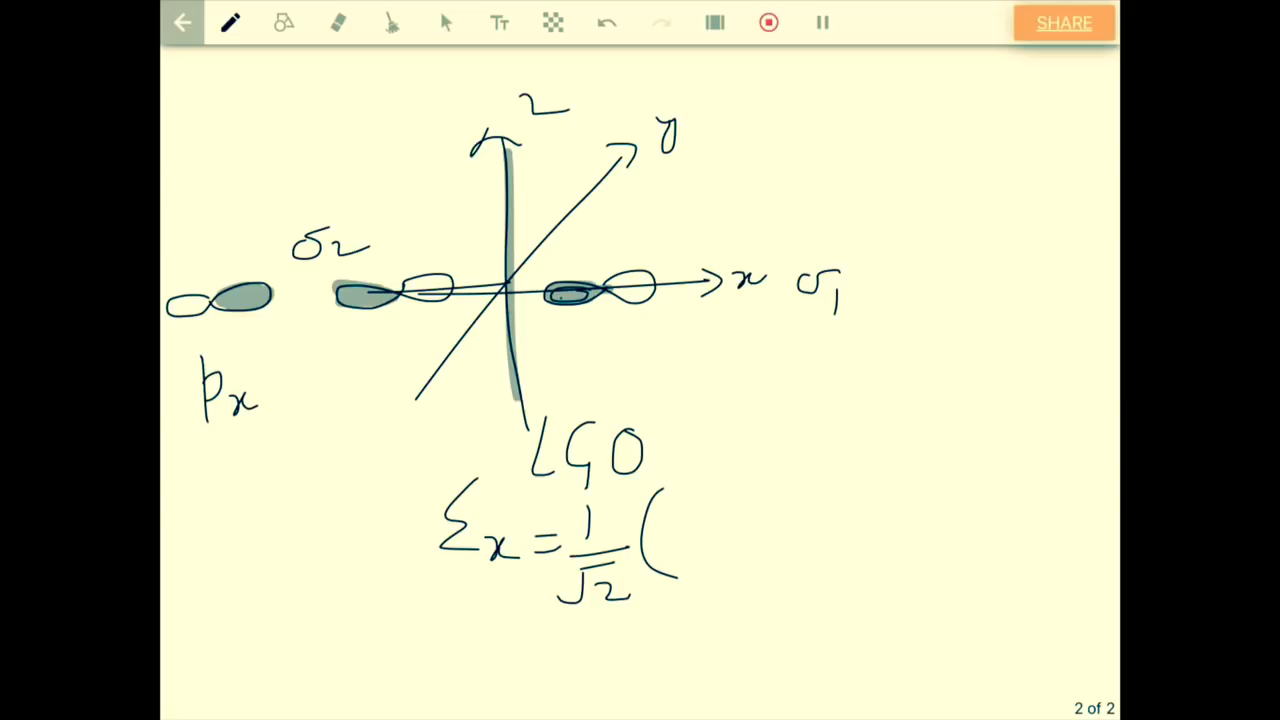 SHARE
z
y
σ2
x σ1
px
LGO
Σx = 1/√2 (
2 of 2